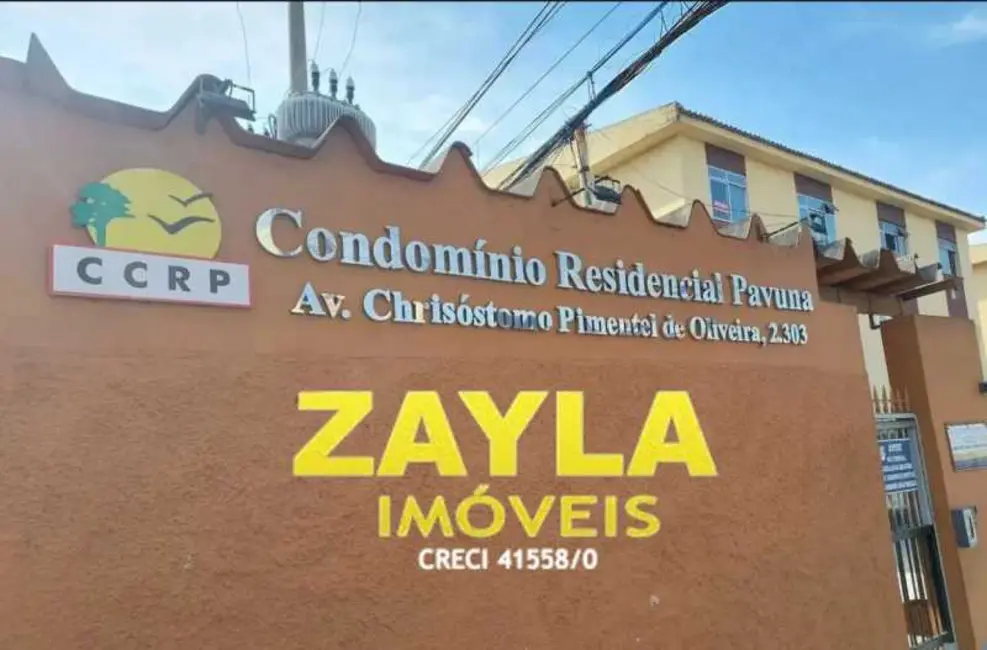 CCRP
Condomínio Residencial Pavuna
Av. Chrisóstomo Pimentel de Oliveira, 2.303
ZAYLA
IMÓVEIS
CRECI 41558/0